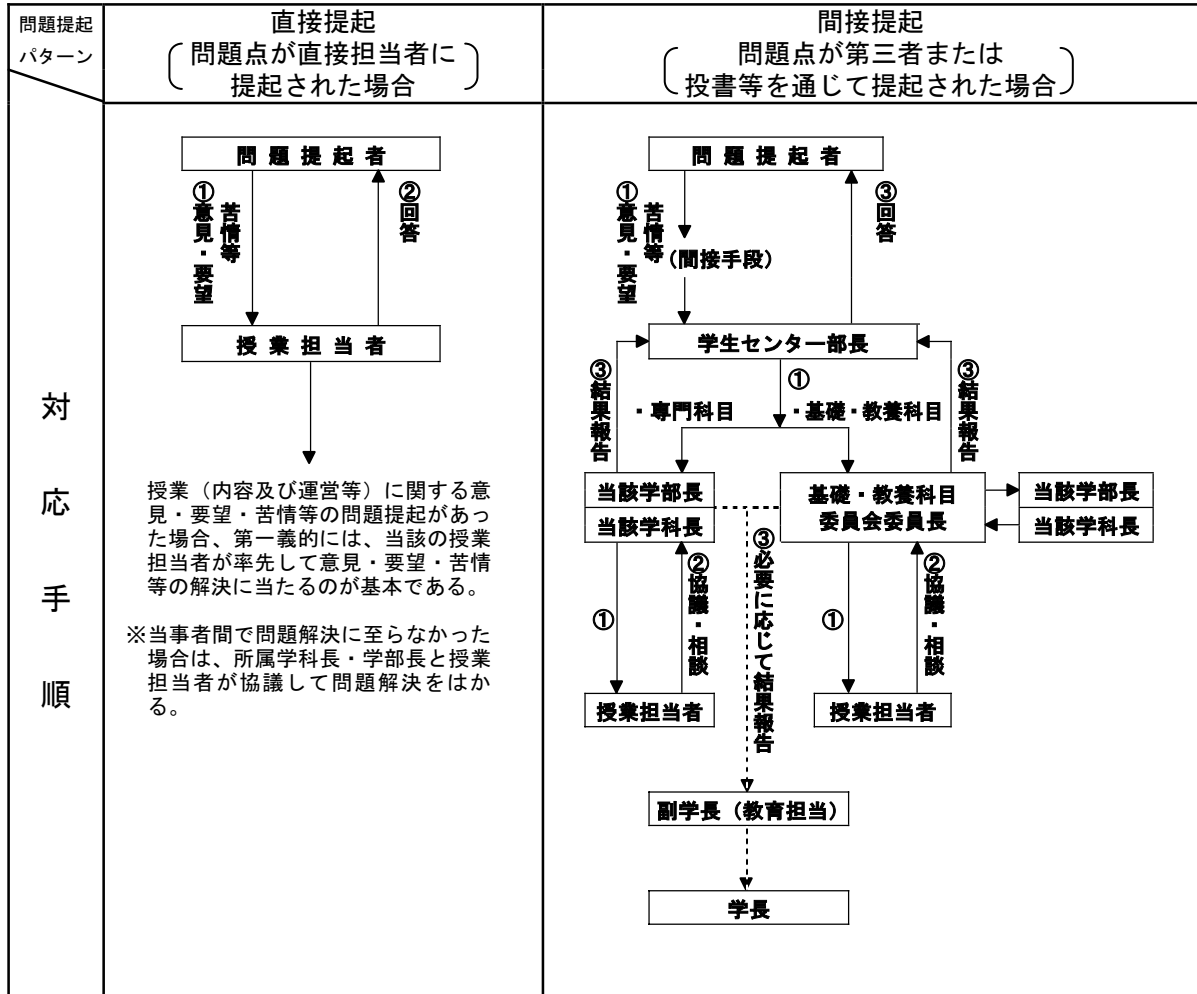 問題提起
パターン
直接提起
問題点が直接担当者に
提起された場合
間接提起
問題点が第三者または
投書等を通じて提起された場合
対応手順
問題提起者
①意見・要望
苦情等
②回答
授業担当者
授業（内容及び運営等）に関する意
見・要望・苦情等の問題提起があっ
た場合、第一義的には、当該の授業
担当者が率先して意見・要望・苦情
等の解決に当たるのが基本である。
※当事者間で問題解決に至らなかった
場合は、所属学科長・学部長と授業
担当者が協議して問題解決をはか
る。
問題提起者
①意見・要望
苦情等
（間接手段）
③回答
学生センター部長
③結果報告
①
・専門科目
・基礎・教養科目
③結果報告
当該学部長
当該学科長
基礎・教養科目
委員会委員長
当該学部長
当該学科長
①
②協議・相談
③必要に応じて結果報告
①
②協議・相談
授業担当者
授業担当者
副学長（教育担当）
学長